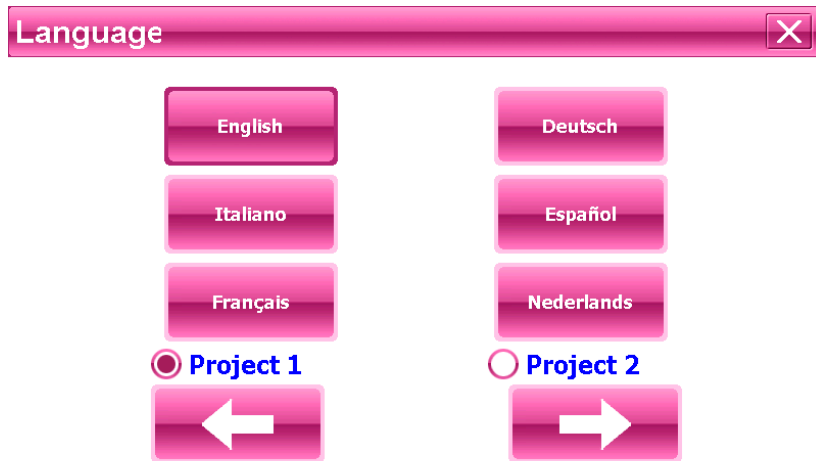 Language
English
Deutsch
Italiano
Español
Français
Nederlands
Project 1
Project 2